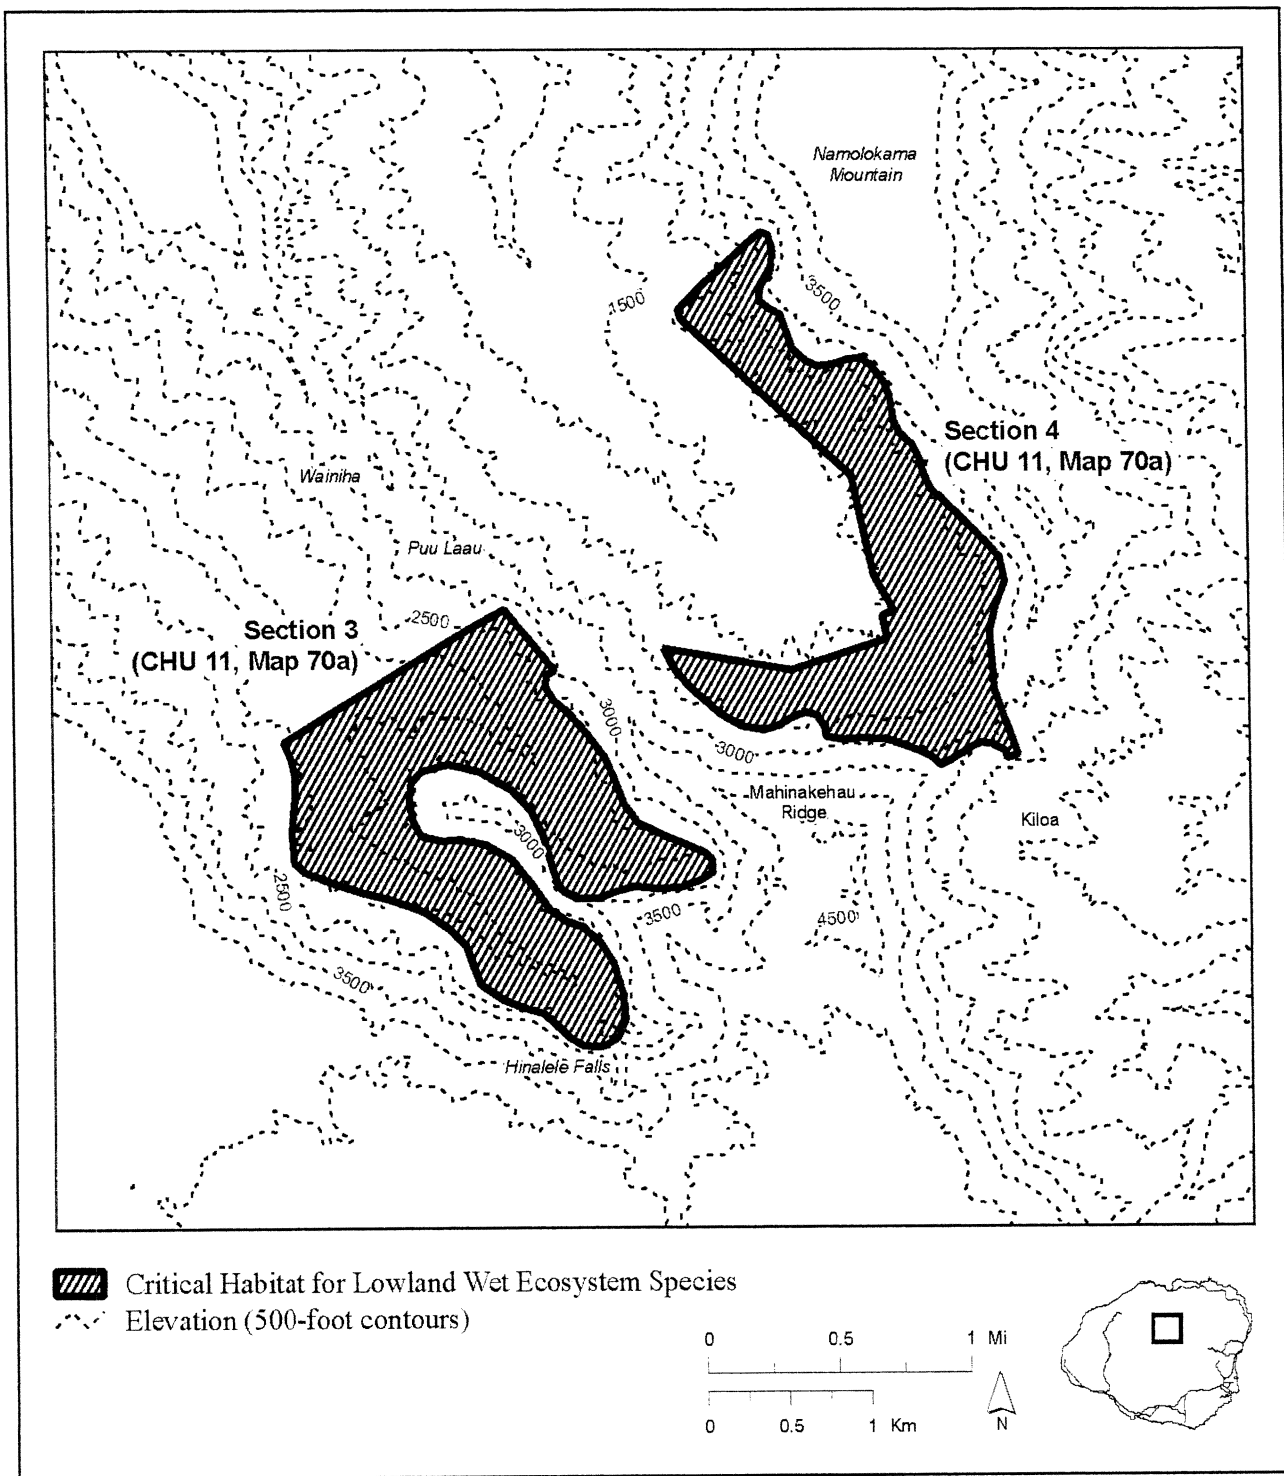 Namolokama
Mountain
3500
1500
Section 4
(CHU 11, Map 70a)
Wainiha
Puu Laau
2500
Section 3
(CHU 11, Map 70a)
3000
3000
Mahinakehau
Ridge
Kiloa
3000
2500
3500
4500
3500
Hinalele Falls
Critical Habitat for Lowland Wet Ecosystem Species
Elevation (500-foot contours)
0 0.5 1 Mi
0 0.5 1 Km
N